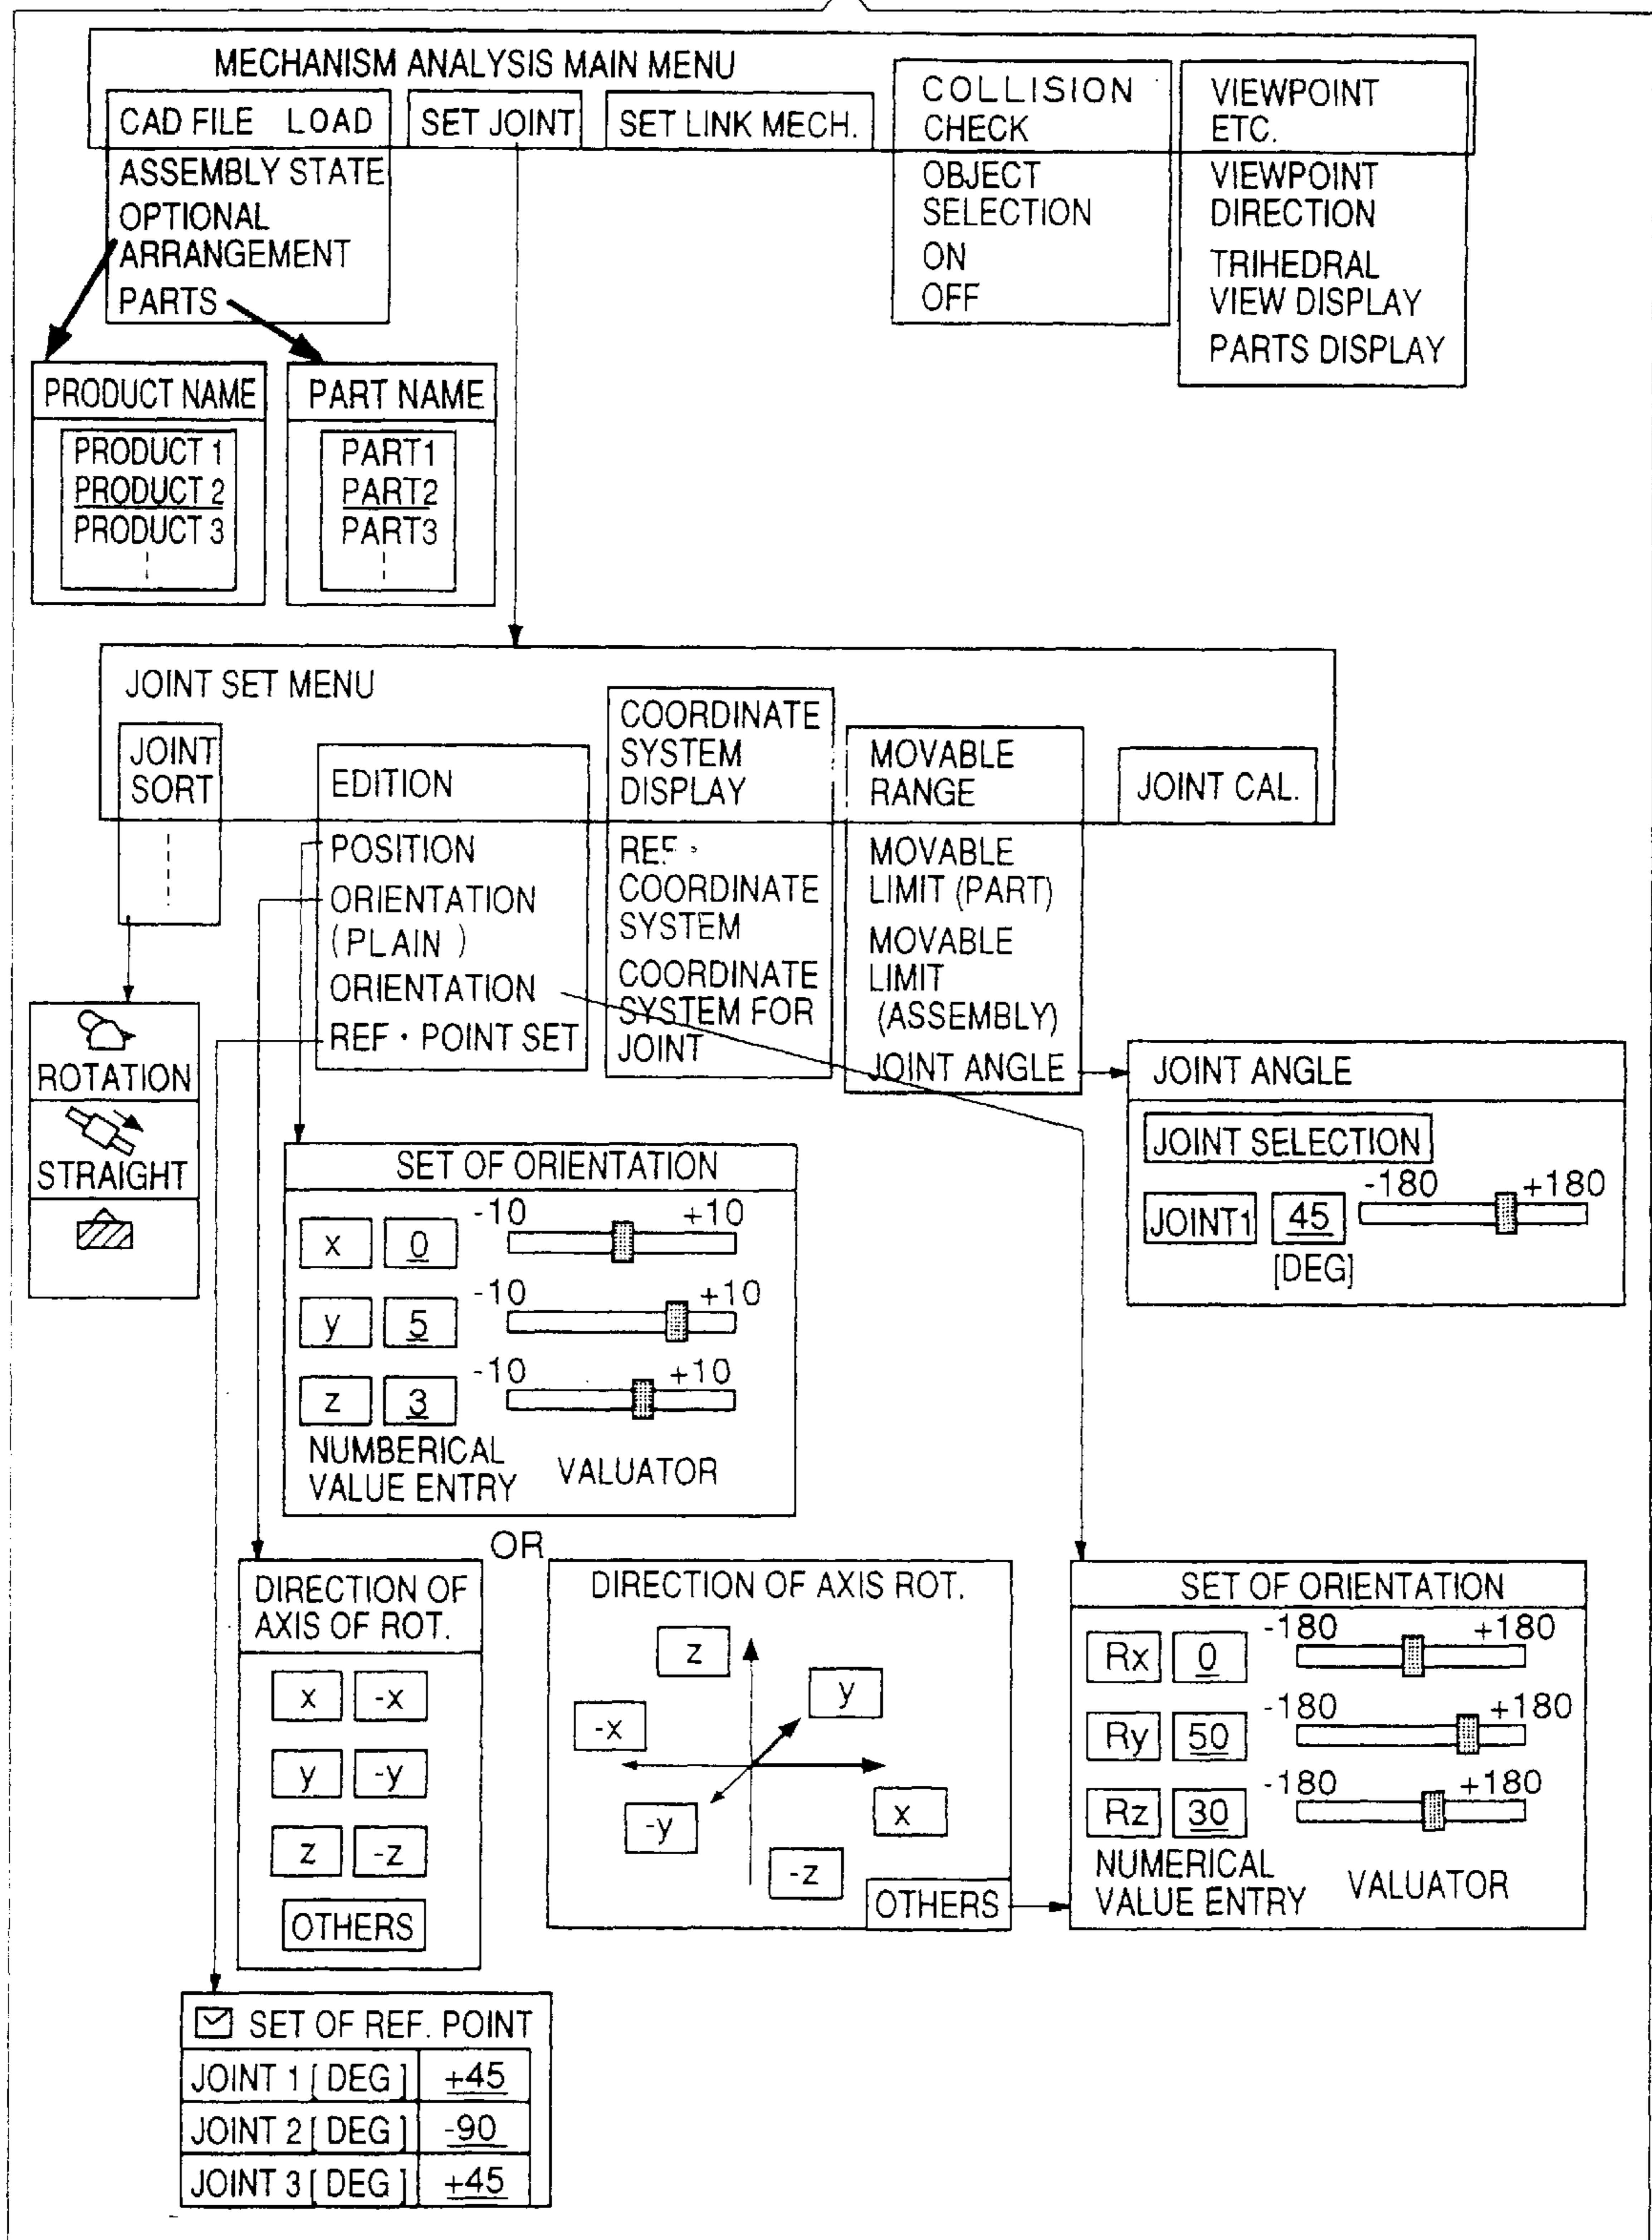 MECHANISM ANALYSIS MAIN MENU
CAD FILE LOAD
ASSEMBLY STATE
OPTIONAL
ARRANGEMENT
PARTS
SET JOINT
SET LINK MECH.
COLLISION
CHECK
OBJECT
SELECTION
ON
OFF
VIEWPOINT
ETC.
VIEWPOINT
DIRECTION
TRIHEDRAL
VIEW DISPLAY
PARTS DISPLAY
PRODUCT NAME
PRODUCT 1
PRODUCT 2
PRODUCT 3
PART NAME
PART1
PART2
PART3
JOINT SET MENU
JOINT
SORT
EDITION
POSITION
ORIENTATION
(PLAIN )
ORIENTATION
REF・POINT SET
COORDINATE
SYSTEM
DISPLAY
REF・
COORDINATE
SYSTEM
COORDINATE
SYSTEM FOR
JOINT
MOVABLE
RANGE
MOVABLE
LIMIT (PART)
MOVABLE
LIMIT
(ASSEMBLY)
JOINT ANGLE
JOINT CAL.
ROTATION
STRAIGHT
JOINT ANGLE
JOINT SELECTION
-180 +180
JOINT1 45
[DEG]
SET OF ORIENTATION
-10 +10
x 0
-10 +10
y 5
-10 +10
z 3
NUMBERICAL
VALUE ENTRY
VALUATOR
OR
DIRECTION OF
AXIS OF ROT.
x -x
y -y
z -z
OTHERS
DIRECTION OF AXIS ROT.
z
y
-x
x
-y
-z
OTHERS
SET OF ORIENTATION
-180 +180
Rx 0
-180 +180
Ry 50
-180 +180
Rz 30
NUMERICAL
VALUE ENTRY
VALUATOR
SET OF REF. POINT
JOINT 1 [ DEG ] +45
JOINT 2 [ DEG ] -90
JOINT 3 [ DEG ] +45